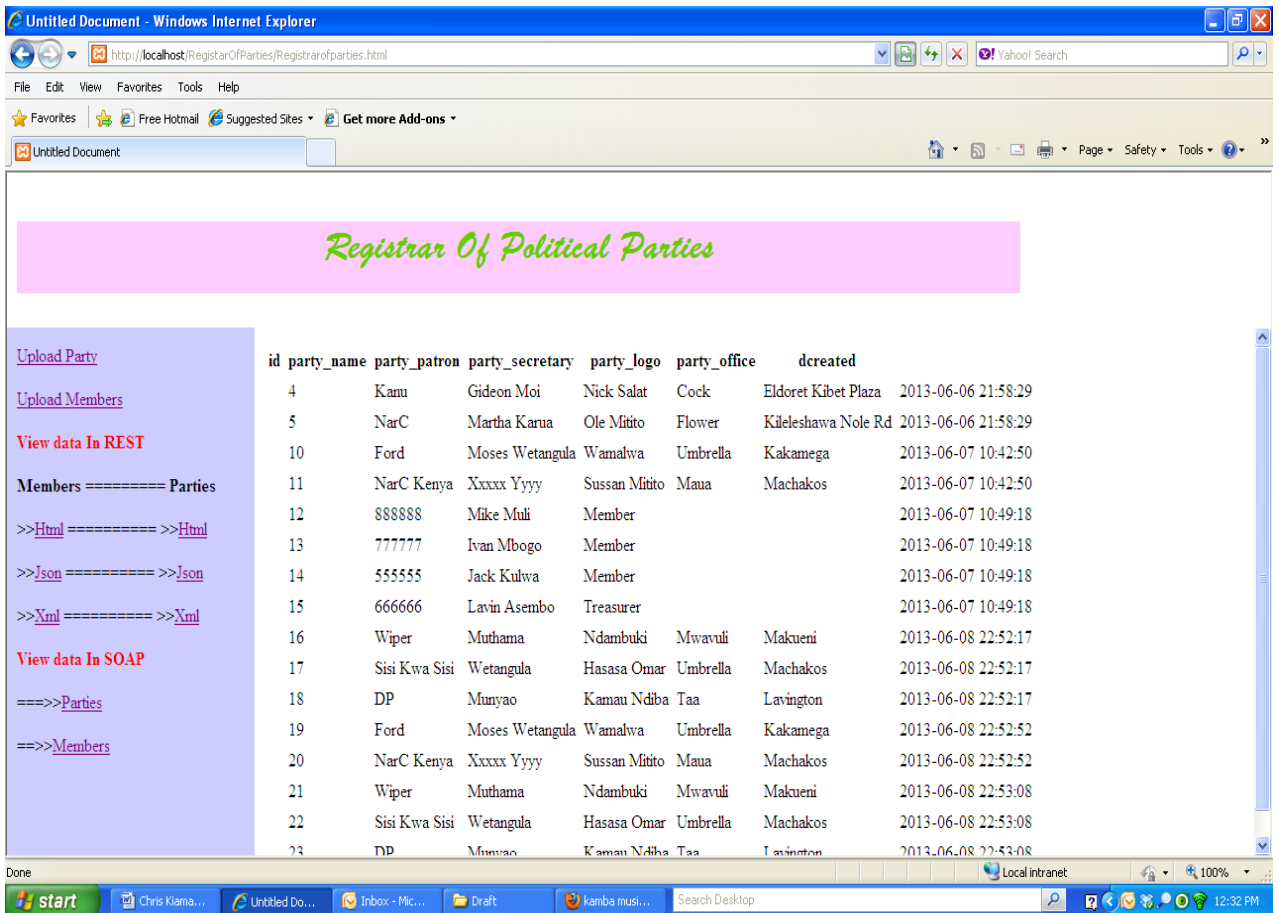 Untitled Document - Windows Internet Explorer
http://localhost/RegistarOfParties/Registrarofparties.html
Yahoo! Search
File Edit View Favorites Tools Help
Favorites Free Hotmail Suggested Sites Get more Add-ons
Untitled Document
Page Safety Tools »
Registrar Of Political Parties
Upload Party
Upload Members
View data In REST
Members ========= Parties
>>Html ========== >>Html
>>Json ========== >>Json
>>Xml ========== >>Xml
View data In SOAP
===>>Parties
==>>Members
id party_name party_patron party_secretary party_logo party_office dcreated
4 Kanu Gideon Moi Nick Salat Cock Eldoret Kibet Plaza 2013-06-06 21:58:29
5 NarC Martha Karua Ole Mitito Flower Kileleshawa Nole Rd 2013-06-06 21:58:29
10 Ford Moses Wetangula Wamalwa Umbrella Kakamega 2013-06-07 10:42:50
11 NarC Kenya Xxxxx Yyyy Sussan Mitito Maua Machakos 2013-06-07 10:42:50
12 888888 Mike Muli Member 2013-06-07 10:49:18
13 777777 Ivan Mbogo Member 2013-06-07 10:49:18
14 555555 Jack Kulwa Member 2013-06-07 10:49:18
15 666666 Lavin Asembo Treasurer 2013-06-07 10:49:18
16 Wiper Muthama Ndambuki Mwavuli Makueni 2013-06-08 22:52:17
17 Sisi Kwa Sisi Wetangula Hasasa Omar Umbrella Machakos 2013-06-08 22:52:17
18 DP Munyao Kamau Ndiba Taa Lavington 2013-06-08 22:52:17
19 Ford Moses Wetangula Wamalwa Umbrella Kakamega 2013-06-08 22:52:52
20 NarC Kenya Xxxxx Yyyy Sussan Mitito Maua Machakos 2013-06-08 22:52:52
21 Wiper Muthama Ndambuki Mwavuli Makueni 2013-06-08 22:53:08
22 Sisi Kwa Sisi Wetangula Hasasa Omar Umbrella Machakos 2013-06-08 22:53:08
23 DP Munyao Kamau Ndiba Taa Lavington 2013-06-08 22:53:08
Done Local intranet 100%
start Chris Kiama... Untitled Do... Inbox - Mic... Draft kamba musi... Search Desktop 12:32 PM